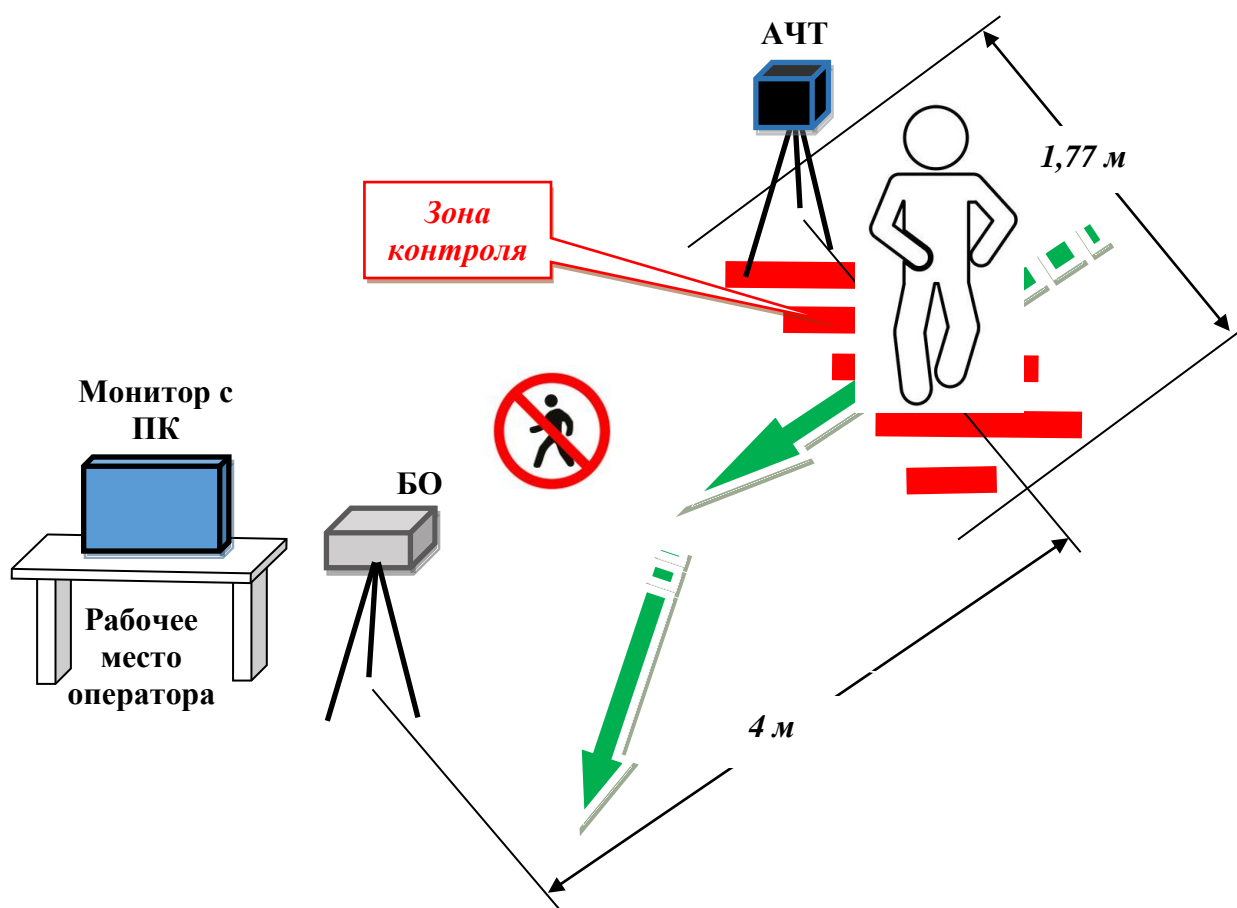 АЧТ
1,77 м
Зона
контроля
Монитор с
ПК
БО
Рабочее
место
оператора
4 м